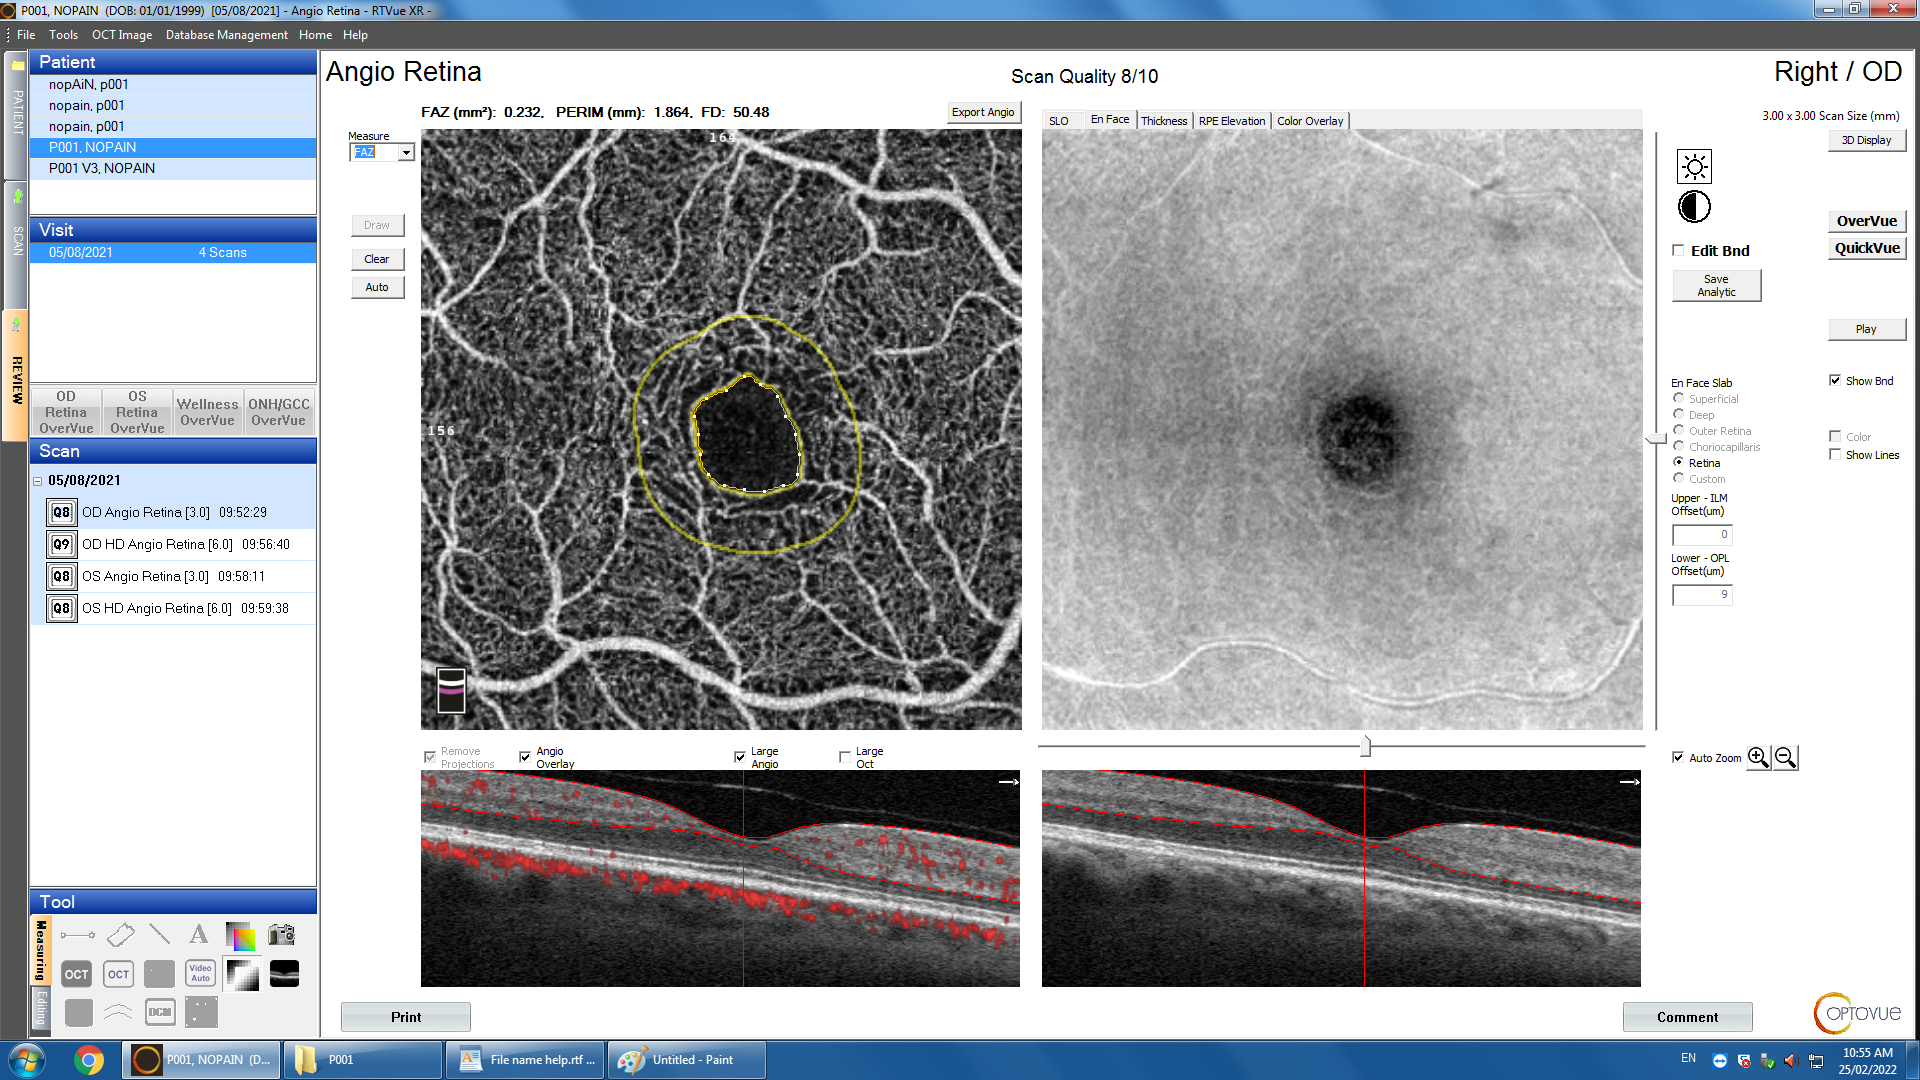 P001, NOPAIN  (DOB: 01/01/1999)  [05/08/2021] - Angio Retina - RTVue XR -
File Tools OCT Image Database Management Home Help
PATIENT
SCAN
REVIEW
Patient
nopAiN, p001
nopain, p001
nopain, p001
P001, NOPAIN
P001 V3, NOPAIN
Visit
05/08/2021 4 Scans
OD Retina OverVue
OS Retina OverVue
Wellness OverVue
ONH/GCC OverVue
Scan
05/08/2021
Q8 OD Angio Retina [3.0] 09:52:29
Q9 OD HD Angio Retina [6.0] 09:56:40
Q8 OS Angio Retina [3.0] 09:58:11
Q8 OS HD Angio Retina [6.0] 09:59:38
Tool
Measuring
Editing
A
OCT
OCT
Video Auto
DCM
Angio Retina
Scan Quality 8/10
Right / OD
FAZ (mm²): 0.232, PERIM (mm): 1.864, FD: 50.48
Export Angio
Measure
FAZ
Draw
Clear
Auto
164
156
SLO
En Face
Thickness
RPE Elevation
Color Overlay
3.00 x 3.00 Scan Size (mm)
3D Display
OverVue
QuickVue
Edit Bnd
Save
Analytic
Play
En Face Slab
Superficial
Deep
Outer Retina
Choriocapillaris
Retina
Custom
Show Bnd
Color
Show Lines
Upper - ILM
Offset(um)
0
Lower - OPL
Offset(um)
9
Remove
Projections
Angio
Overlay
Large
Angio
Large
Oct
Auto Zoom
Print
Comment
OPTOVUE
P001, NOPAIN  (D...
P001
File name help.rtf ...
Untitled - Paint
EN
10:55 AM
25/02/2022